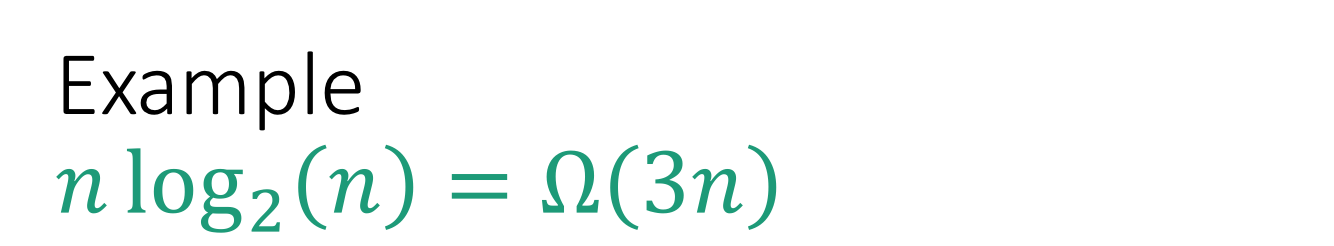 Example
n log₂(n) = Ω(3n)